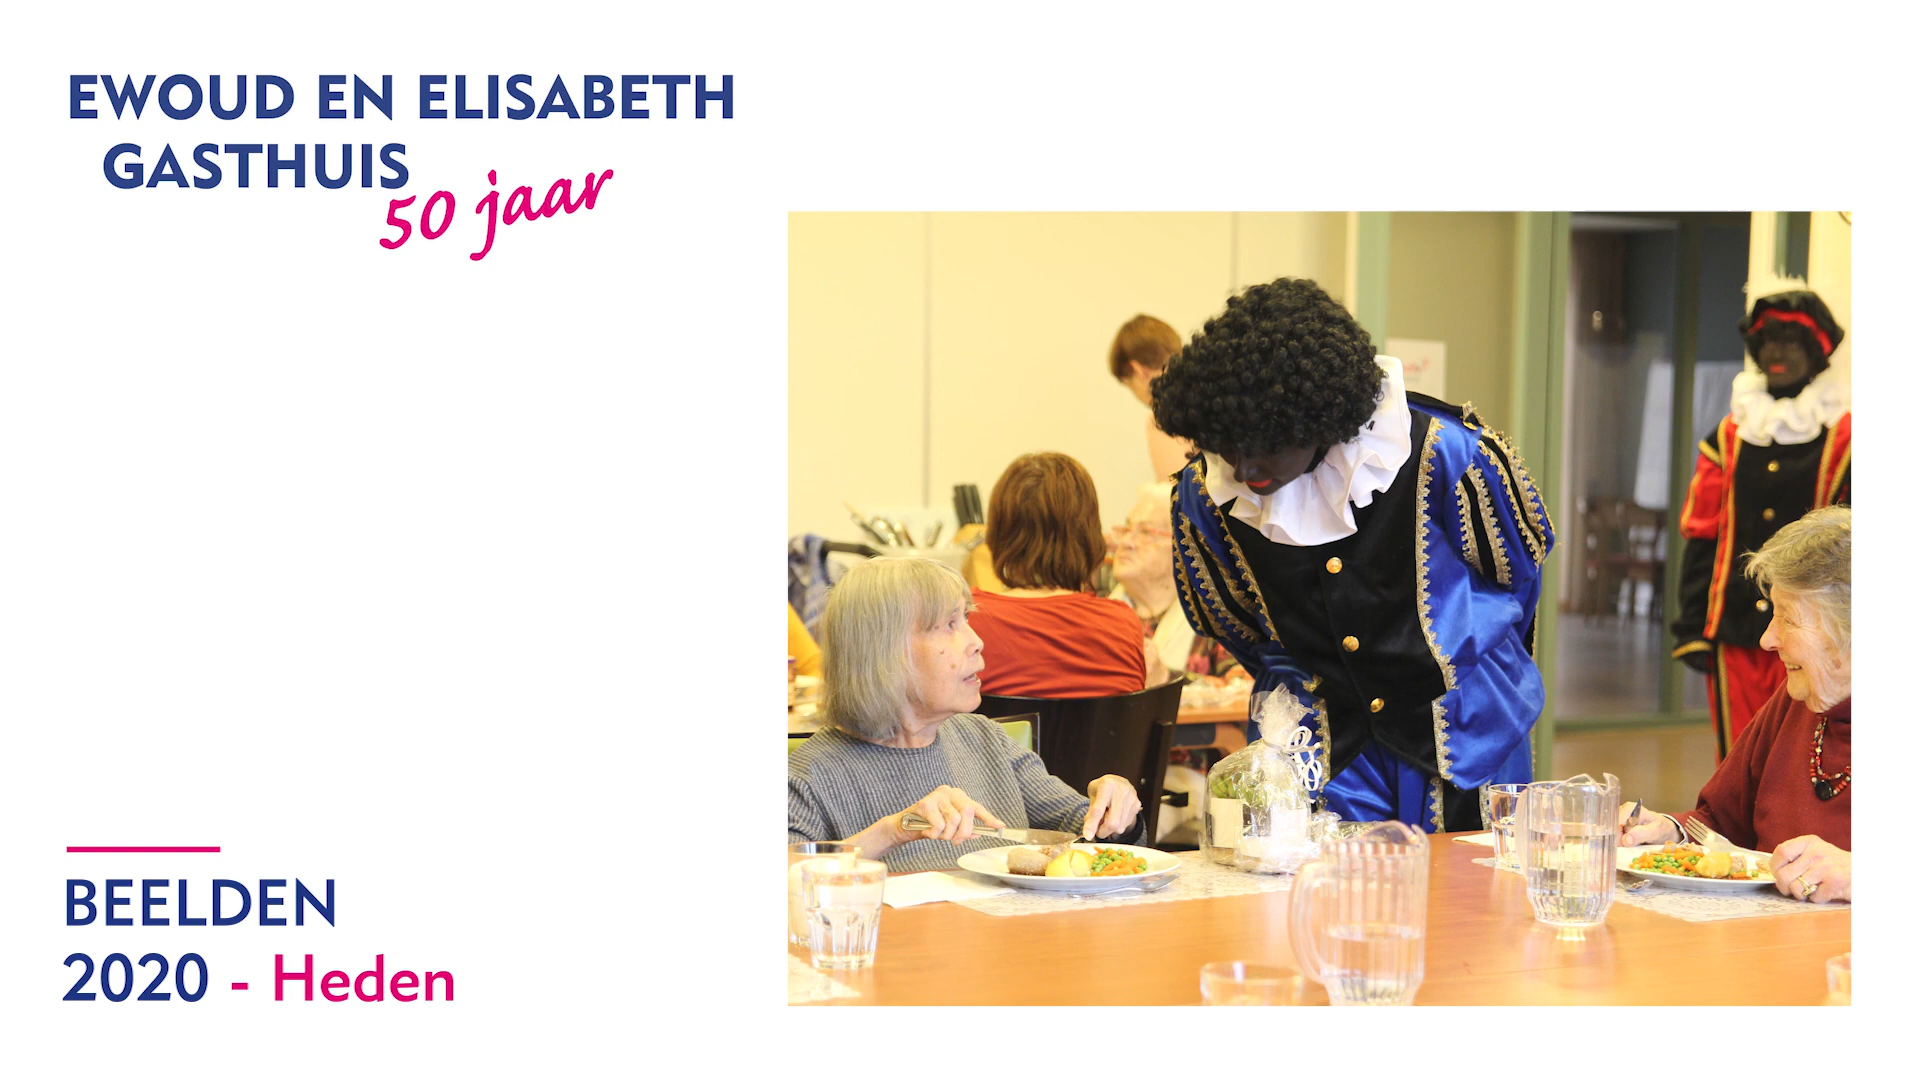 EWOUD EN ELISABETH
GASTHUIS
50 jaar
BEELDEN
2020 - Heden